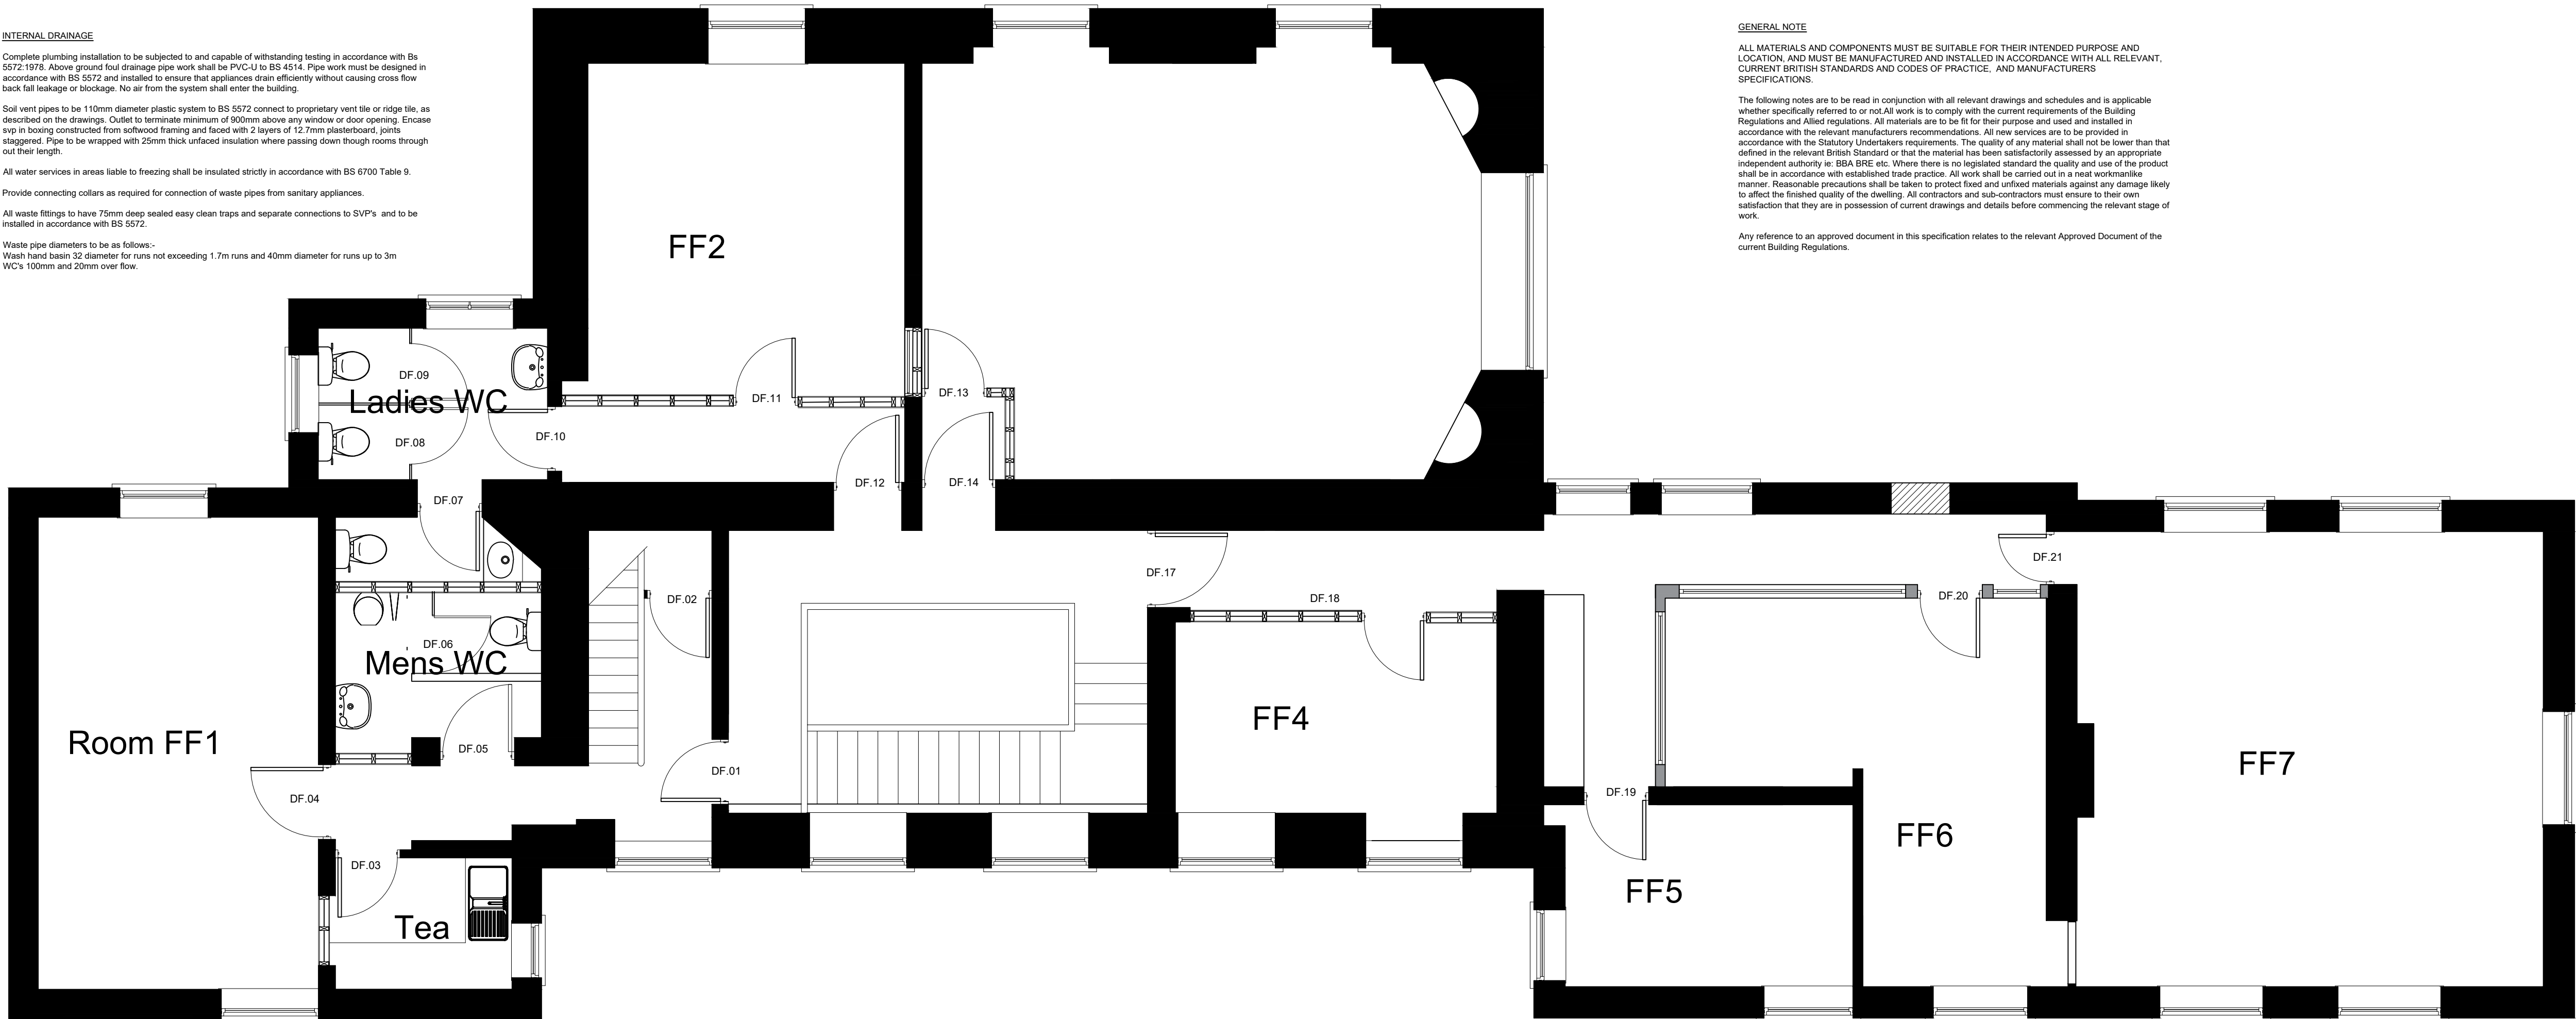 INTERNAL DRAINAGE
Complete plumbing installation to be subjected to and capable of withstanding testing in accordance with Bs
5572:1978. Above ground foul drainage pipe work shall be PVC-U to BS 4514. Pipe work must be designed in
accordance with BS 5572 and installed to ensure that appliances drain efficiently without causing cross flow
back fall leakage or blockage. No air from the system shall enter the building.
Soil vent pipes to be 110mm diameter plastic system to BS 5572 connect to proprietary vent tile or ridge tile, as
described on the drawings. Outlet to terminate minimum of 900mm above any window or door opening. Encase
svp in boxing constructed from softwood framing and faced with 2 layers of 12.7mm plasterboard, joints
staggered. Pipe to be wrapped with 25mm thick unfaced insulation where passing down though rooms through
out their length.
All water services in areas liable to freezing shall be insulated strictly in accordance with BS 6700 Table 9.
Provide connecting collars as required for connection of waste pipes from sanitary appliances.
All waste fittings to have 75mm deep sealed easy clean traps and separate connections to SVP's and to be
installed in accordance with BS 5572.
Waste pipe diameters to be as follows:-
Wash hand basin 32 diameter for runs not exceeding 1.7m runs and 40mm diameter for runs up to 3m
WC's 100mm and 20mm over flow.
GENERAL NOTE
ALL MATERIALS AND COMPONENTS MUST BE SUITABLE FOR THEIR INTENDED PURPOSE AND
LOCATION, AND MUST BE MANUFACTURED AND INSTALLED IN ACCORDANCE WITH ALL RELEVANT,
CURRENT BRITISH STANDARDS AND CODES OF PRACTICE, AND MANUFACTURERS
SPECIFICATIONS.
The following notes are to be read in conjunction with all relevant drawings and schedules and is applicable
whether specifically referred to or not.All work is to comply with the current requirements of the Building
Regulations and Allied regulations. All materials are to be fit for their purpose and used and installed in
accordance with the relevant manufacturers recommendations. All new services are to be provided in
accordance with the Statutory Undertakers requirements. The quality of any material shall not be lower than that
defined in the relevant British Standard or that the material has been satisfactorily assessed by an appropriate
independent authority ie: BBA BRE etc. Where there is no legislated standard the quality and use of the product
shall be in accordance with established trade practice. All work shall be carried out in a neat workmanlike
manner. Reasonable precautions shall be taken to protect fixed and unfixed materials against any damage likely
to affect the finished quality of the dwelling. All contractors and sub-contractors must ensure to their own
satisfaction that they are in possession of current drawings and details before commencing the relevant stage of
work.
Any reference to an approved document in this specification relates to the relevant Approved Document of the
current Building Regulations.
FF2
DF.09
Ladies WC
DF.08
DF.10
DF.11
DF.13
DF.12
DF.14
DF.07
DF.17
DF.21
DF.02
DF.18
DF.20
DF.06
Mens WC
Room FF1
DF.05
DF.04
DF.01
FF4
DF.19
FF7
FF6
DF.03
FF5
Tea